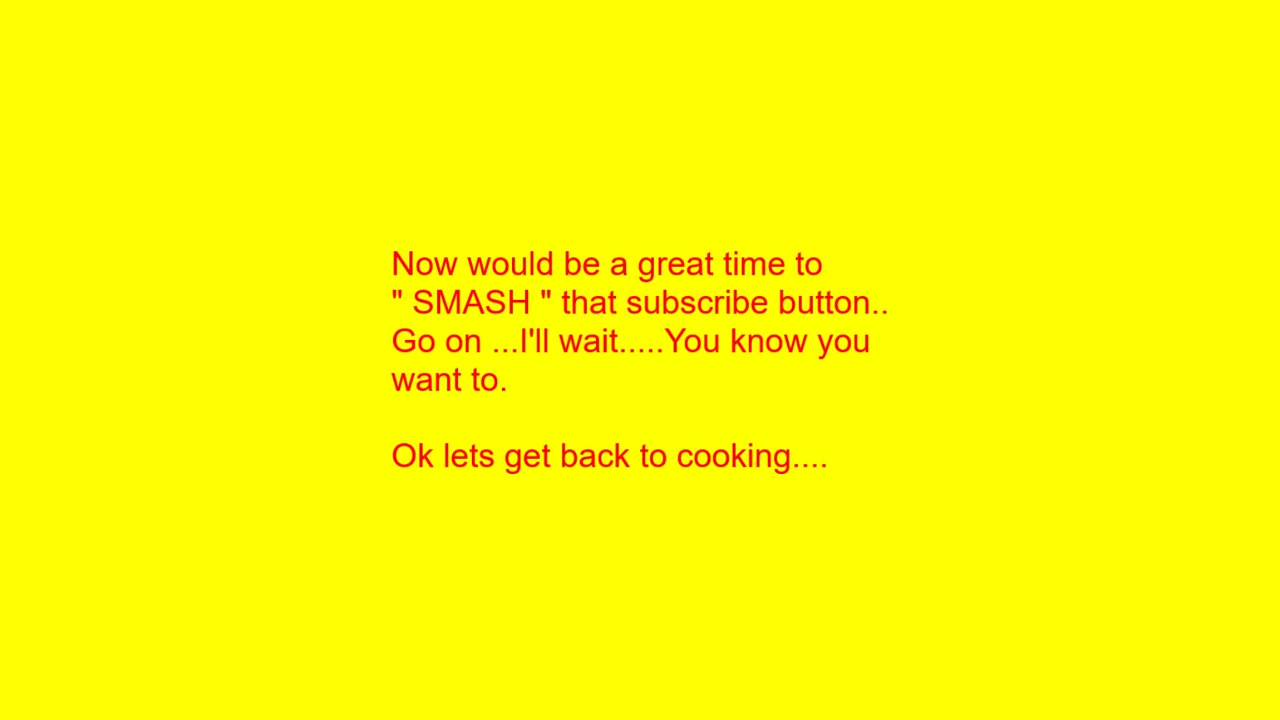 Now would be a great time to
" SMASH " that subscribe button..
Go on ...I'll wait.....You know you
want to.
Ok lets get back to cooking....